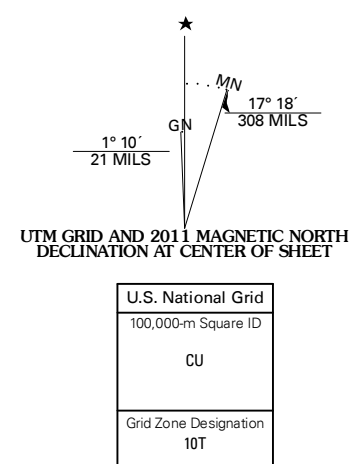 MN
GN
17° 18´
308 MILS
1° 10´
21 MILS
UTM GRID AND 2011 MAGNETIC NORTH
DECLINATION AT CENTER OF SHEET
U.S. National Grid
100,000-m Square ID
CU
Grid Zone Designation
10T